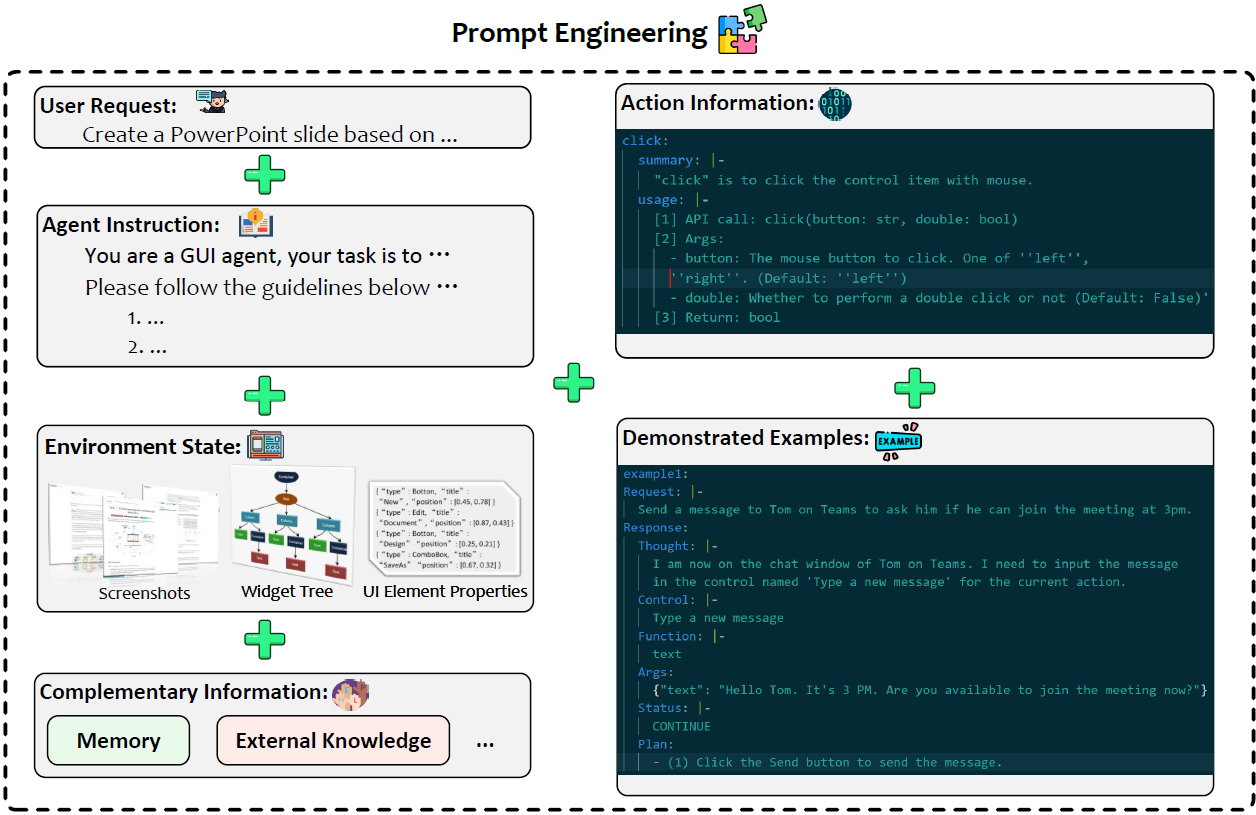 Prompt Engineering
User Request:
Create a PowerPoint slide based on ...
Agent Instruction:
You are a GUI agent, your task is to ···
Please follow the guidelines below ···
1. ...
2. ...
Environment State:
Container
Row
Column
Column
{ “type” : Botton, “title” :
“New” , “position” : [0.45, 0.78] }
{ “type” : Edit, “title” :
“Document” , “position” : [0.87, 0.43] }
{ “type” : Botton, “title” :
“Design” “position” : [0.25, 0.21] }
{ “type” : ComboBox, “title” :
“SaveAs” “position” : [0.67, 0.32] }
Screenshots
Widget Tree
UI Element Properties
Complementary Information:
Memory
External Knowledge
...
Action Information:
click:
summary: |-
"click" is to click the control item with mouse.
usage: |-
[1] API call: click(button: str, double: bool)
[2] Args:
- button: The mouse button to click. One of ''left'',
''right''. (Default: ''left'')
- double: Whether to perform a double click or not (Default: False)'
[3] Return: bool
Demonstrated Examples:
EXAMPLE
example1:
Request: |-
Send a message to Tom on Teams to ask him if he can join the meeting at 3pm.
Response:
Thought: |-
I am now on the chat window of Tom on Teams. I need to input the message
in the control named 'Type a new message' for the current action.
Control: |-
Type a new message
Function: |-
text
Args:
{"text": "Hello Tom. It's 3 PM. Are you available to join the meeting now?"}
Status: |-
CONTINUE
Plan:
- (1) Click the Send button to send the message.